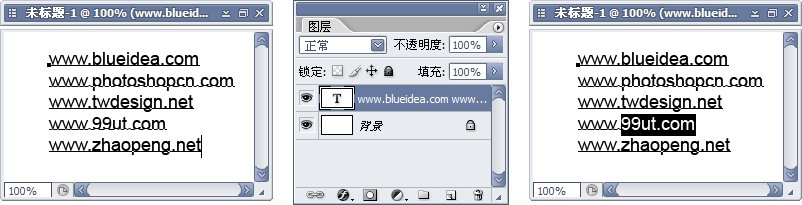 未标题-1 @ 100% (www.blueid...
www.blueidea.com
www.photoshopcn.com
www.twdesign.net
www.99ut.com
www.zhaopeng.net
100%
图层
正常
不透明度: 100%
锁定: 填充: 100%
T www.blueidea.com www...
背景
未标题-1 @ 100% (www.blueid...
www.blueidea.com
www.photoshopcn.com
www.twdesign.net
www.99ut.com
www.zhaopeng.net
100%